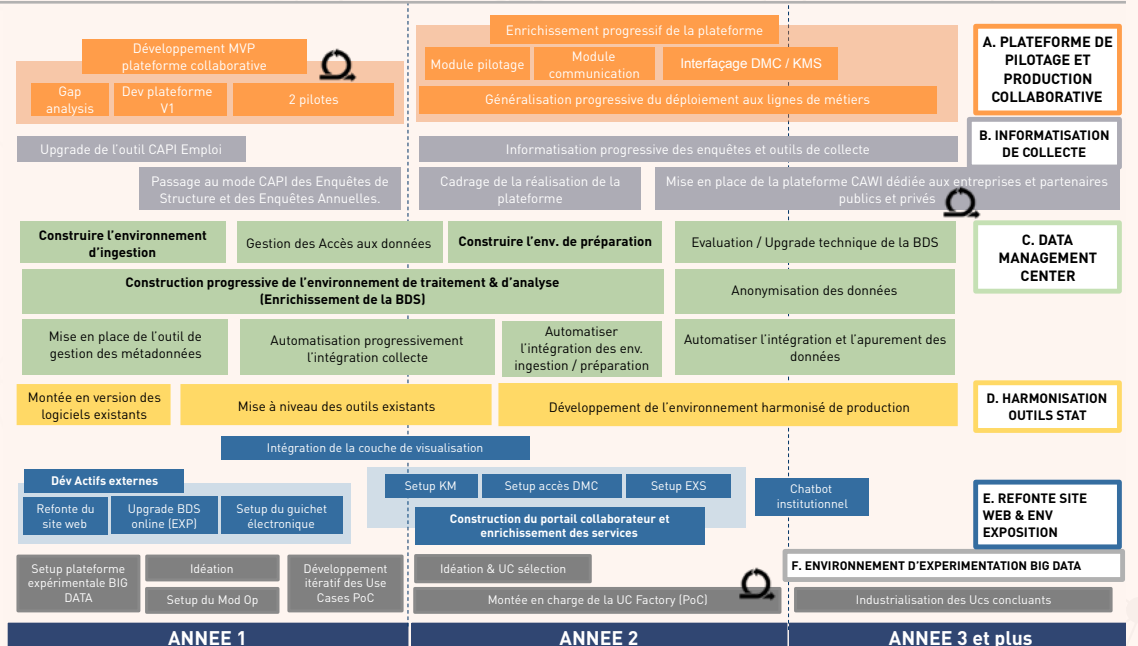 Développement MVP
plateforme collaborative
Gap
analysis
Dev plateforme
V1
2 pilotes
Enrichissement progressif de la plateforme
Module pilotage
Module
communication
Interfaçage DMC / KMS
Généralisation progressive du déploiement aux lignes de métiers
A. PLATEFORME DE
PILOTAGE ET
PRODUCTION
COLLABORATIVE
Upgrade de l'outil CAPI Emploi
Informatisation progressive des enquêtes et outils de collecte
B. INFORMATISATION
DE COLLECTE
Passage au mode CAPI des Enquêtes de
Structure et des Enquêtes Annuelles.
Cadrage de la réalisation de la
plateforme
Mise en place de la plateforme CAWI dédiée aux entreprises et partenaires
publics et privés
Construire l'environnement
d'ingestion
Gestion des Accès aux données
Construire l'env. de préparation
Evaluation / Upgrade technique de la BDS
C. DATA
MANAGEMENT
CENTER
Construction progressive de l'environnement de traitement & d'analyse
(Enrichissement de la BDS)
Anonymisation des données
Mise en place de l'outil de
gestion des métadonnées
Automatisation progressivement
l'intégration collecte
Automatiser
l'intégration des env.
ingestion / préparation
Automatiser l'intégration et l'apurement des
données
Montée en version des
logiciels existants
Mise à niveau des outils existants
Développement de l'environnement harmonisé de production
D. HARMONISATION
OUTILS STAT
Intégration de la couche de visualisation
Dév Actifs externes
Refonte du
site web
Upgrade BDS
online (EXP)
Setup du guichet
électronique
Setup KM
Setup accès DMC
Setup EXS
Construction du portail collaborateur et
enrichissement des services
Chatbot
institutionnel
E. REFONTE SITE
WEB & ENV
EXPOSITION
Setup plateforme
expérimentale BIG
DATA
Idéation
Setup du Mod Op
Développement
itératif des Use
Cases PoC
Idéation & UC sélection
Montée en charge de la UC Factory (PoC)
F. ENVIRONNEMENT D'EXPERIMENTATION BIG DATA
Industrialisation des Ucs concluants
ANNEE 1
ANNEE 2
ANNEE 3 et plus